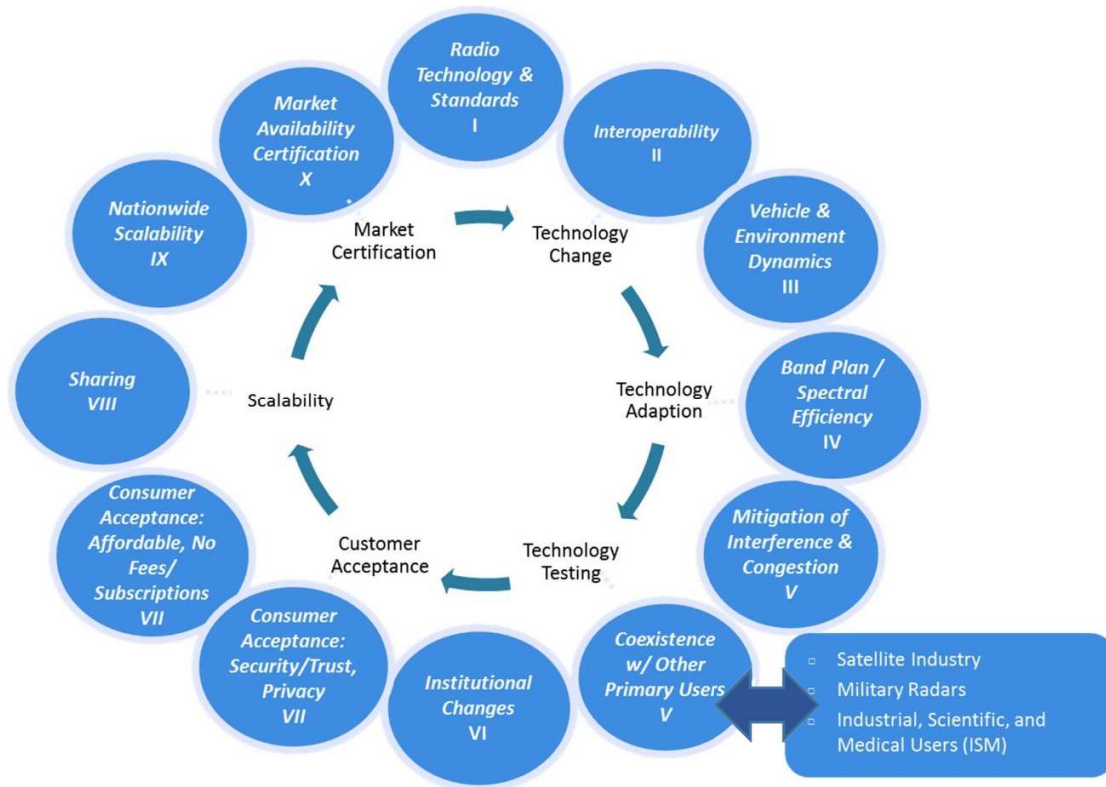 Radio
Technology &
Standards
I
Interoperability
II
Vehicle &
Environment
Dynamics
III
Band Plan /
Spectral
Efficiency
IV
Mitigation of
Interference &
Congestion
V
Coexistence
w/ Other
Primary Users
V
Satellite Industry
Military Radars
Industrial, Scientific, and
Medical Users (ISM)
Institutional
Changes
VI
Consumer
Acceptance:
Security/Trust,
Privacy
VII
Consumer
Acceptance:
Affordable, No
Fees/
Subscriptions
VII
Sharing
VIII
Nationwide
Scalability
IX
Market
Availability
Certification
X
Market
Certification
Technology
Change
Technology
Adaption
Technology
Testing
Customer
Acceptance
Scalability